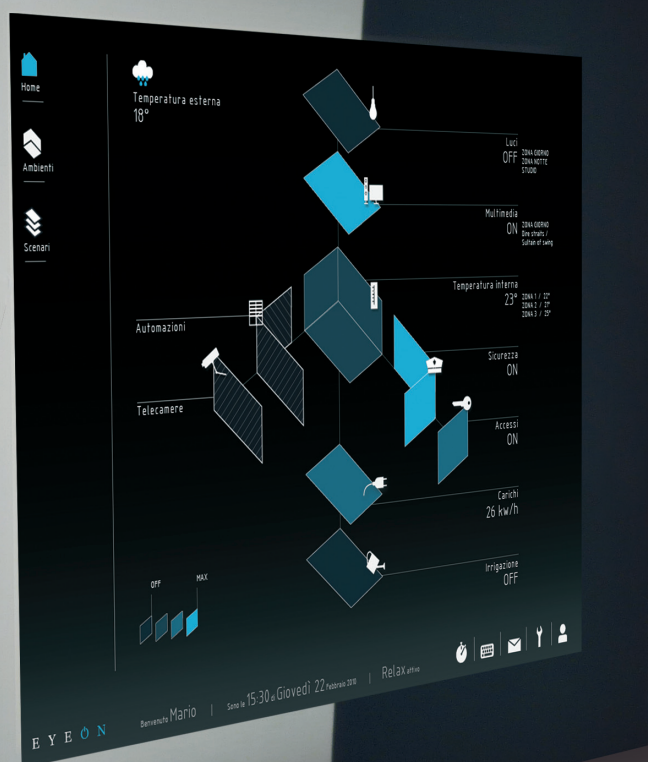 Home
Ambienti
Scenari
Temperatura esterna
18°
Luci
OFF
ZONA GIORNO
ZONA NOTTE
STUDIO
Multimedia
ON
ZONA GIORNO
Dire straits /
Sultan of swing
Temperatura interna
23°
ZONA 1 / 22°
ZONA 2 / 21°
ZONA 3 / 25°
Automazioni
Sicurezza
ON
Telecamere
Accessi
ON
Carichi
26 kw/h
Irrigazione
OFF
OFF
MAX
Benvenuto Mario | Sono le 15:30 di Giovedì 22 Febbraio 2010 | Relax attivo
EYEON